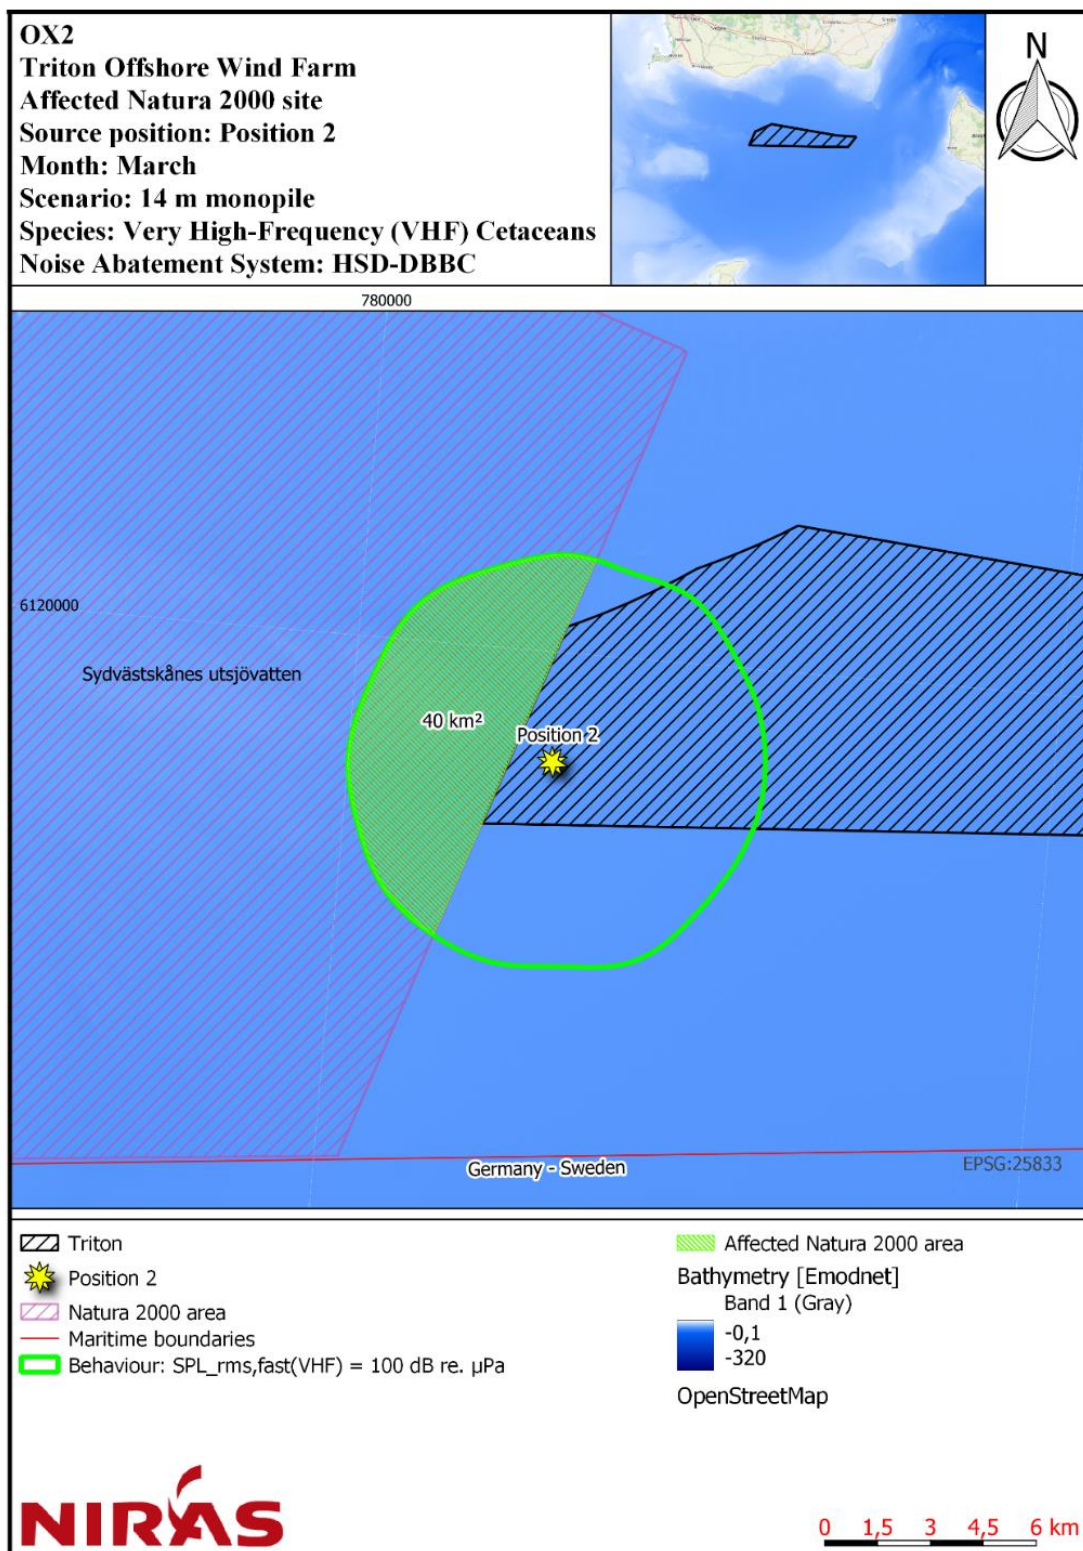 OX2
Triton Offshore Wind Farm
Affected Natura 2000 site
Source position: Position 2
Month: March
Scenario: 14 m monopile
Species: Very High-Frequency (VHF) Cetaceans
Noise Abatement System: HSD-DBBC
N
780000
6120000
Sydvästskånes utsjövatten
40 km²
Position 2
Germany - Sweden
EPSG:25833
Triton
Position 2
Natura 2000 area
Maritime boundaries
Behaviour: SPL_rms,fast(VHF) = 100 dB re. µPa
Affected Natura 2000 area
Bathymetry [Emodnet]
Band 1 (Gray)
-0,1
-320
OpenStreetMap
NIRAS
0 1,5 3 4,5 6 km